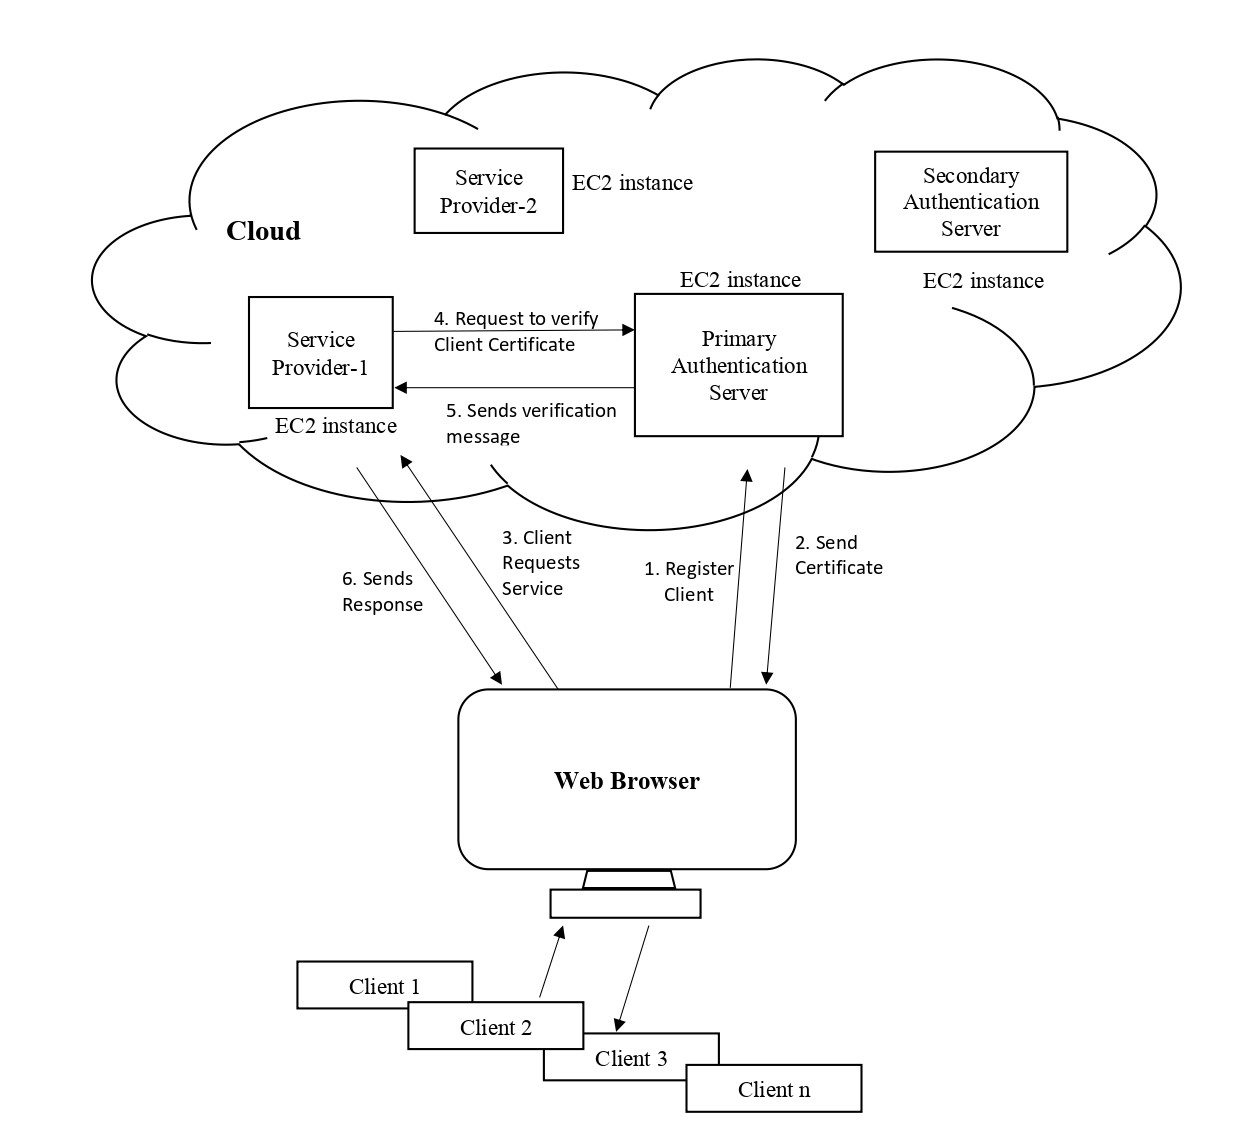 Service
Provider-2
EC2 instance
Secondary
Authentication
Server
EC2 instance
Cloud
EC2 instance
Service
Provider-1
EC2 instance
4. Request to verify
Client Certificate
Primary
Authentication
Server
5. Sends verification
message
3. Client
Requests
Service
6. Sends
Response
1. Register
Client
2. Send
Certificate
Web Browser
Client 1
Client 2
Client 3
Client n